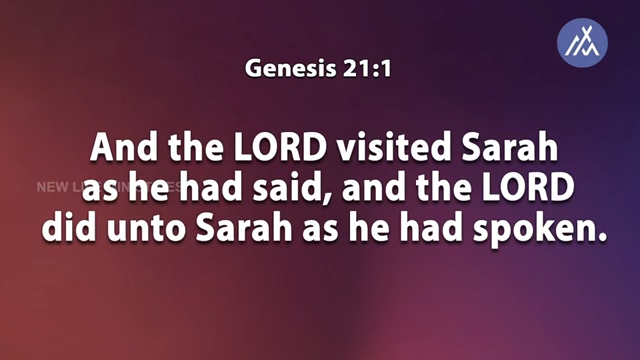 Genesis 21:1
And the LORD visited Sarah
as he had said, and the LORD
did unto Sarah as he had spoken.